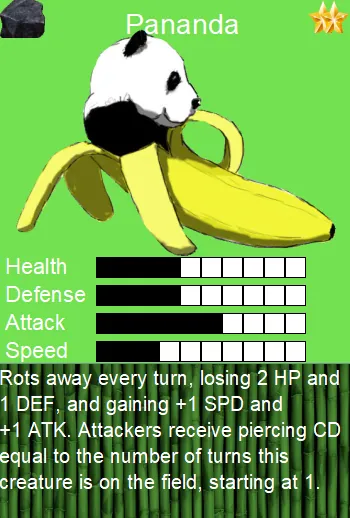 Pananda
Health
Defense
Attack
Speed
Rots away every turn, losing 2 HP and
1 DEF, and gaining +1 SPD and
+1 ATK. Attackers receive piercing CD
equal to the number of turns this
creature is on the field, starting at 1.